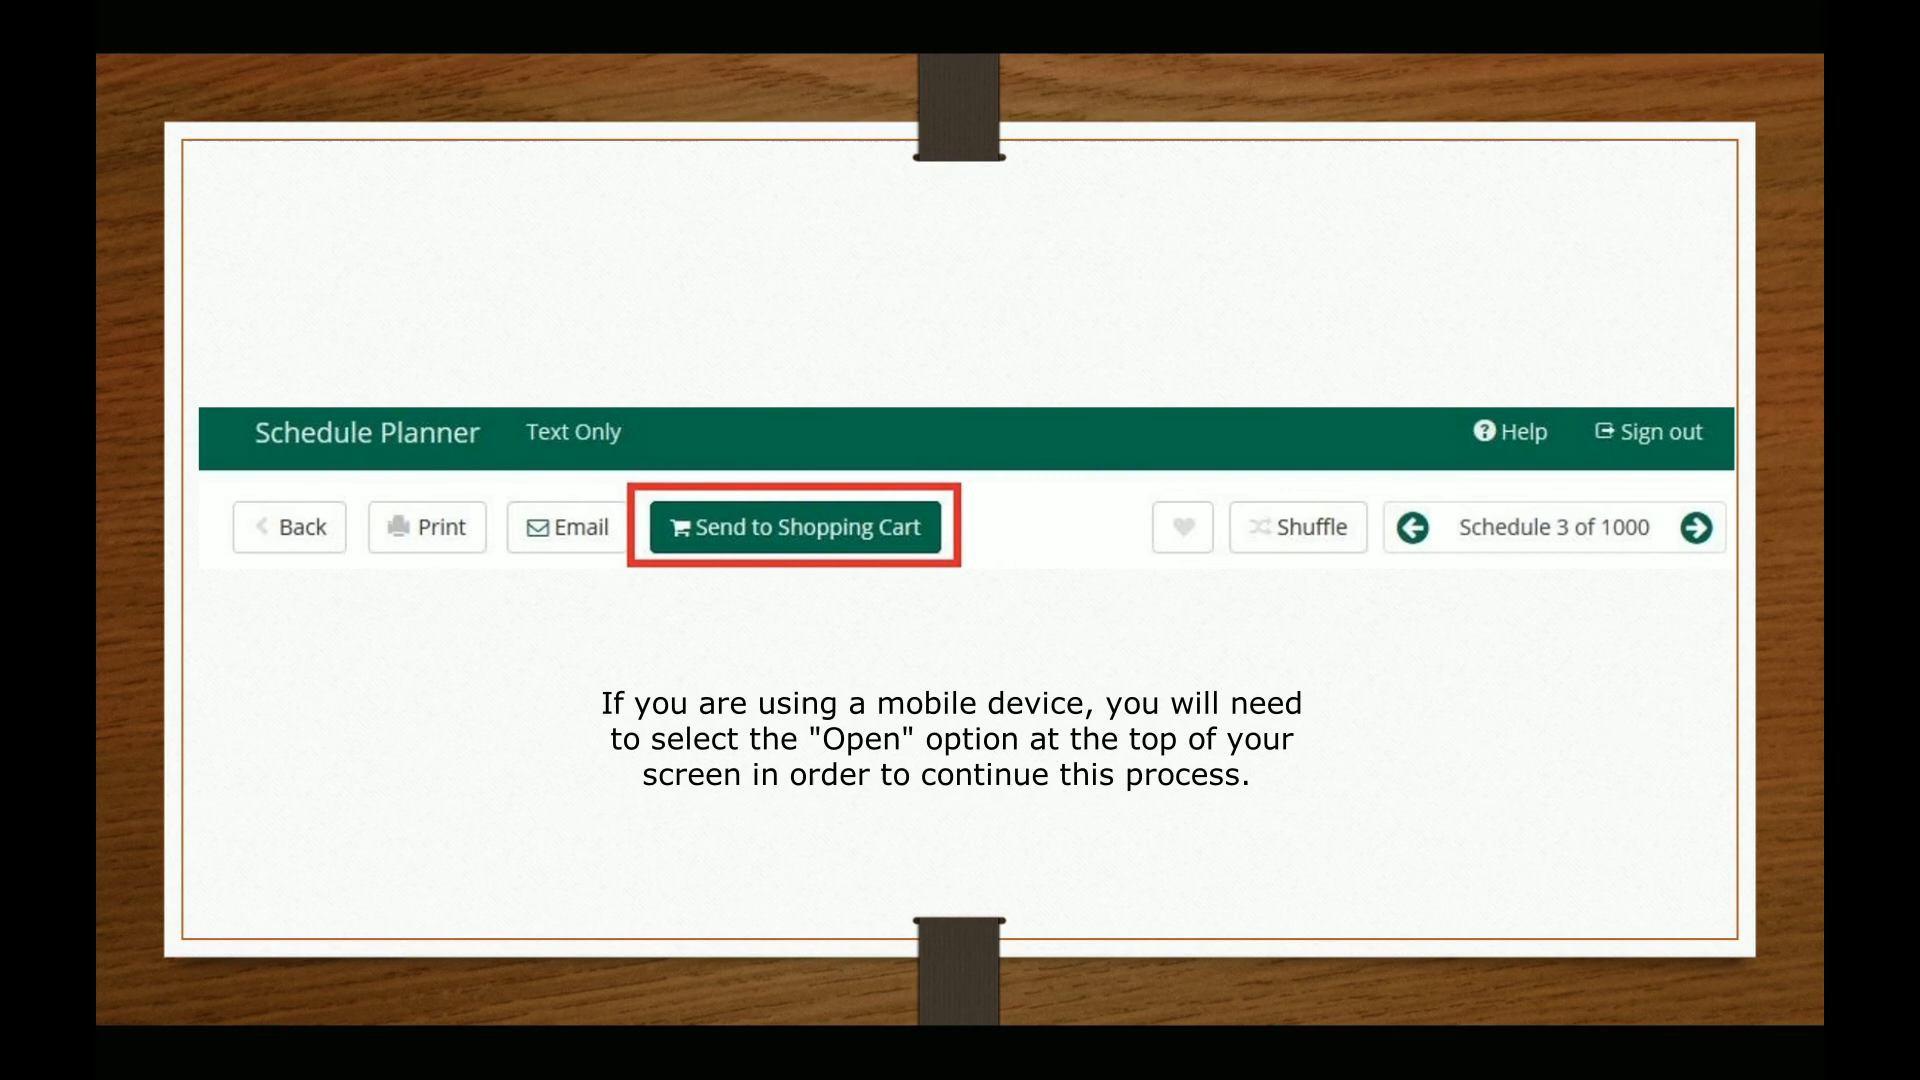 Schedule Planner Text Only Help Sign out
Back Print Email Send to Shopping Cart Shuffle Schedule 3 of 1000
If you are using a mobile device, you will need
to select the "Open" option at the top of your
screen in order to continue this process.